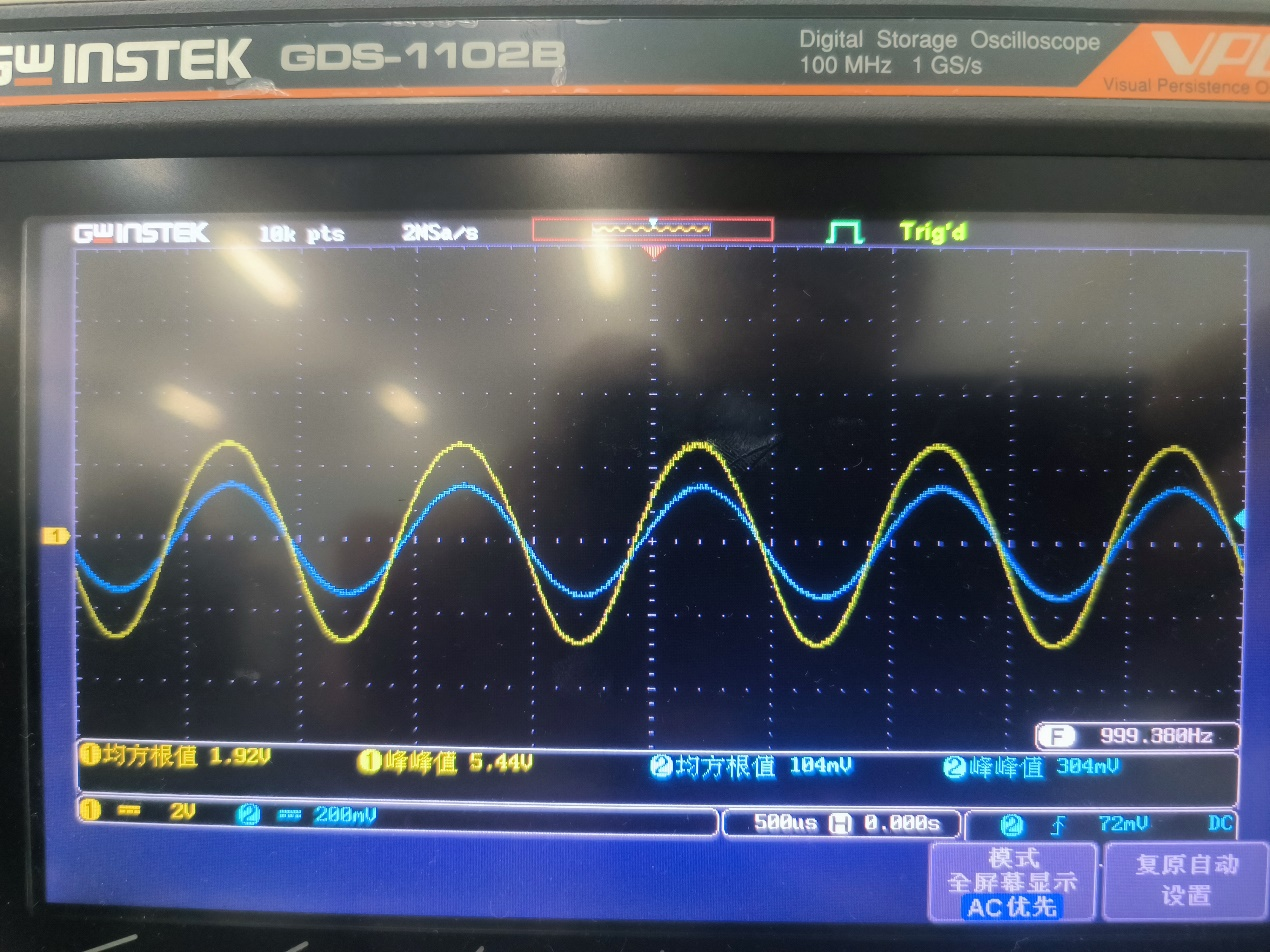 GW INSTEK GDS-1102B
Digital Storage Oscilloscope
100 MHz 1 GS/s
Visual Persistence
GW INSTEK 10k pts 2MSa/s Trig'd
1
F 999.380Hz
1 均方根值 1.92V 1 峰峰值 5.44V 2 均方根值 104mV 2 峰峰值 304mV
1 2V 2 200mV 500us H 0.000s 2 72mV DC
模式
全屏幕显示
AC优先
复原自动
设置